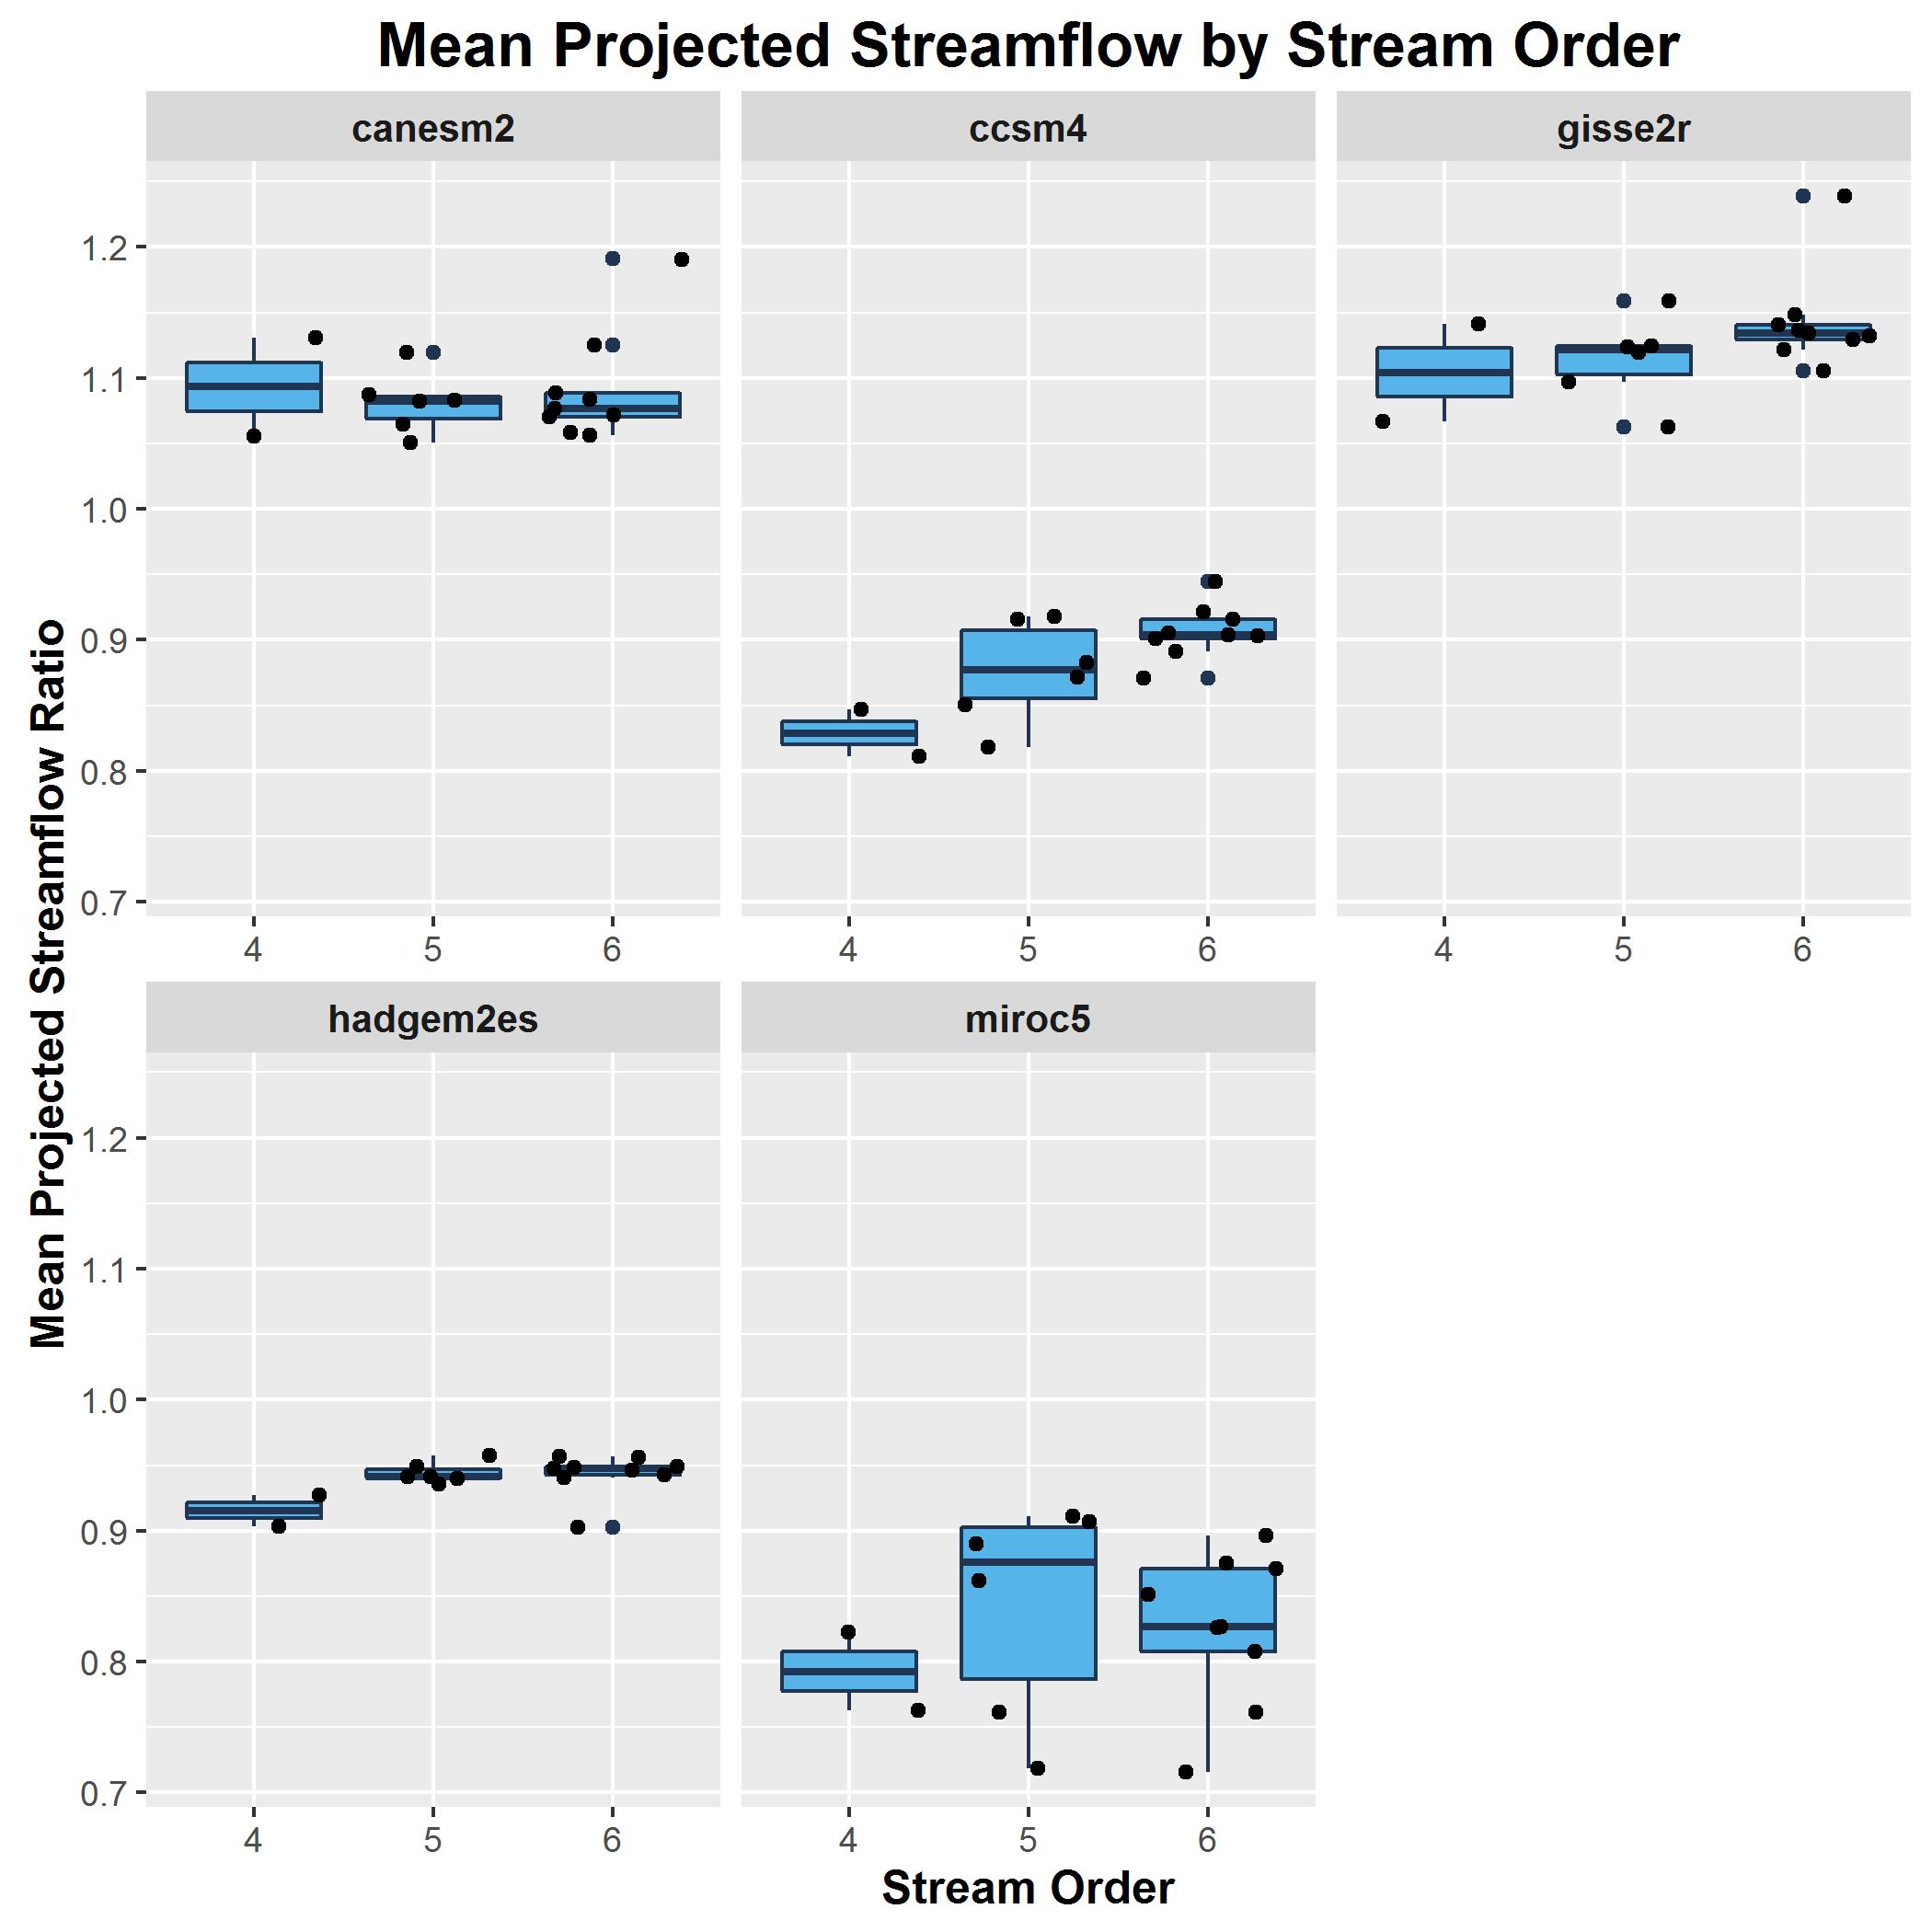 Mean Projected Streamflow by Stream Order
canesm2 ccsm4 gisse2r
1.2
1.1
1.0
0.9
0.8
0.7
4 5 6 4 5 6 4 5 6
Mean Projected Streamflow Ratio
hadgem2es miroc5
1.2
1.1
1.0
0.9
0.8
0.7
4 5 6 4 5 6
Stream Order